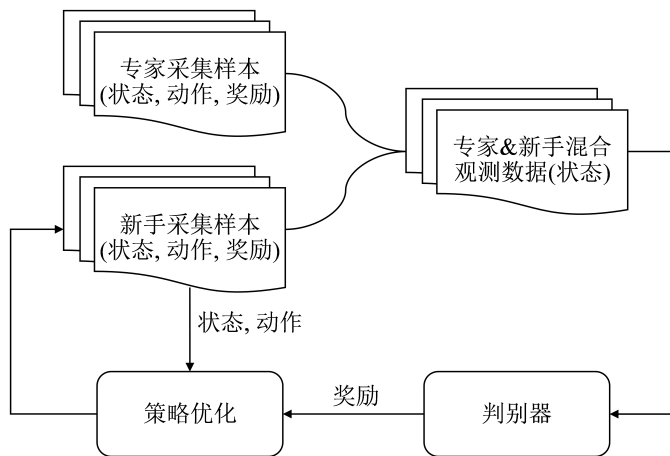 专家采集样本
(状态, 动作, 奖励)
专家&新手混合
观测数据(状态)
新手采集样本
(状态, 动作, 奖励)
状态, 动作
策略优化
奖励
判别器